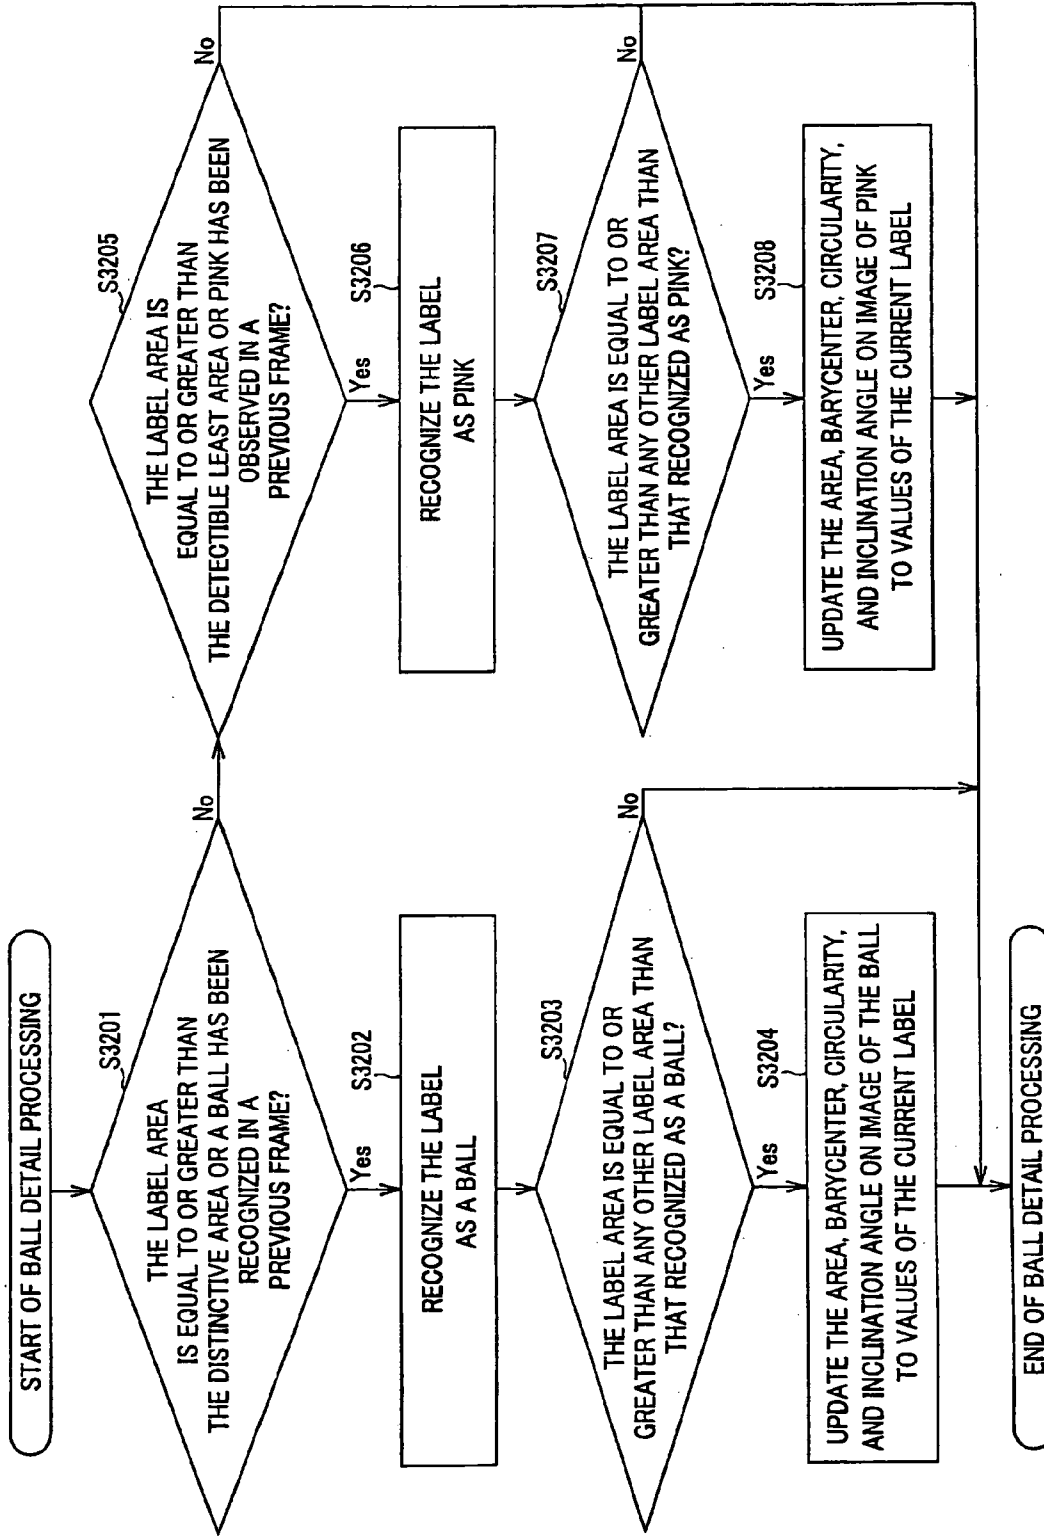 START OF BALL DETAIL PROCESSING
S3201
THE LABEL AREA
IS EQUAL TO OR GREATER THAN
THE DISTINCTIVE AREA OR A BALL HAS BEEN
RECOGNIZED IN A
PREVIOUS FRAME?
No
Yes
S3202
RECOGNIZE THE LABEL
AS A BALL
S3203
THE LABEL AREA IS EQUAL TO OR
GREATER THAN ANY OTHER LABEL AREA THAN
THAT RECOGNIZED AS A BALL?
No
Yes
S3204
UPDATE THE AREA, BARYCENTER, CIRCULARITY,
AND INCLINATION ANGLE ON IMAGE OF THE BALL
TO VALUES OF THE CURRENT LABEL
S3205
THE LABEL AREA IS
EQUAL TO OR GREATER THAN
THE DETECTIBLE LEAST AREA OR PINK HAS BEEN
OBSERVED IN A
PREVIOUS FRAME?
No
Yes
S3206
RECOGNIZE THE LABEL
AS PINK
S3207
THE LABEL AREA IS EQUAL TO OR
GREATER THAN ANY OTHER LABEL AREA THAN
THAT RECOGNIZED AS PINK?
No
Yes
S3208
UPDATE THE AREA, BARYCENTER, CIRCULARITY,
AND INCLINATION ANGLE ON IMAGE OF PINK
TO VALUES OF THE CURRENT LABEL
END OF BALL DETAIL PROCESSING